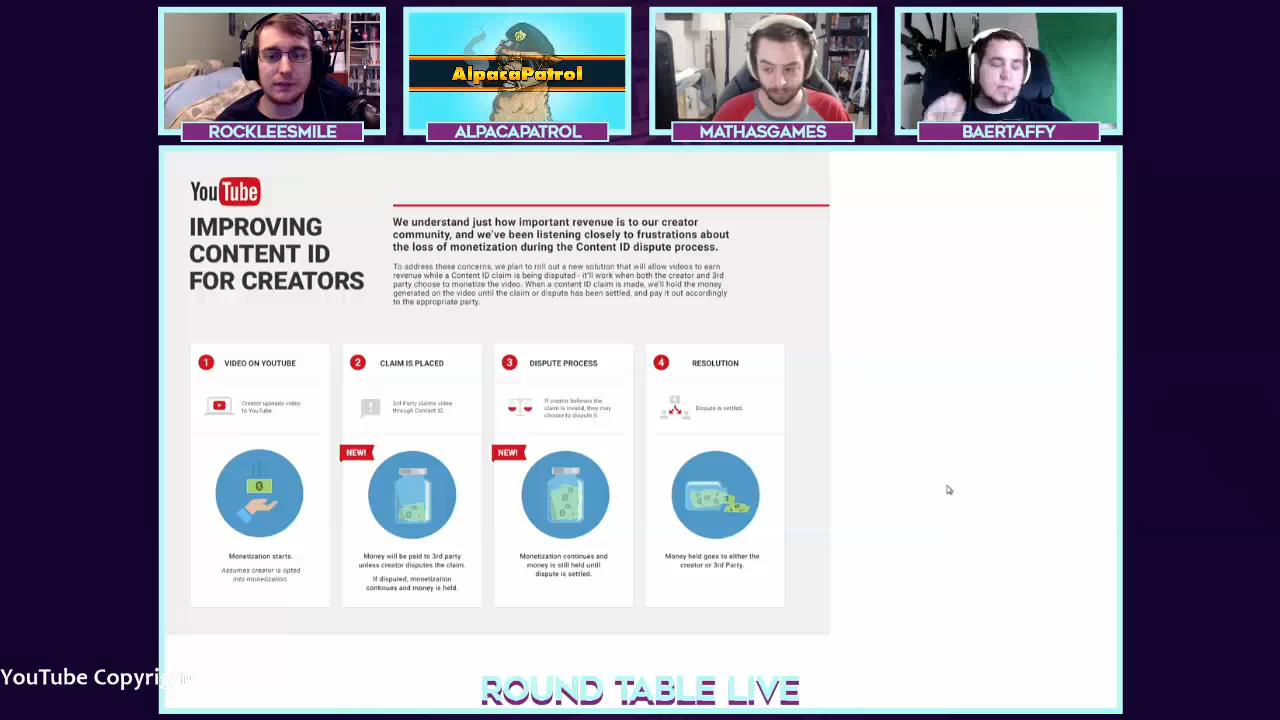 AlpacaPatrol
ROCKLEESMILE
ALPACAPATROL
MATHASGAMES
BAERTAFFY
YouTube
IMPROVING
CONTENT ID
FOR CREATORS
We understand just how important revenue is to our creator
community, and we've been listening closely to frustrations about
the loss of monetization during the Content ID dispute process.
To address these concerns, we plan to roll out a new solution that will allow videos to earn
revenue while a Content ID claim is being disputed - it'll work when both the creator and 3rd
party choose to monetize the video. When a content ID claim is made, we'll hold the money
generated on the video until the claim or dispute has been settled, and pay it out accordingly
to the appropriate party.
1 VIDEO ON YOUTUBE
Creator uploads video
to YouTube.
Monetization starts.
Assumes creator is opted
into monetization.
2 CLAIM IS PLACED
3rd Party claims video
through Content ID.
NEW!
Money will be paid to 3rd party
unless creator disputes the claim.
If disputed, monetization
continues and money is held.
3 DISPUTE PROCESS
If creator believes the
claim is invalid, they may
choose to dispute it.
NEW!
Monetization continues and
money is still held until
dispute is settled.
4 RESOLUTION
Dispute is settled.
Money held goes to either the
creator or 3rd Party.
YouTube Copyright
ROUND TABLE LIVE